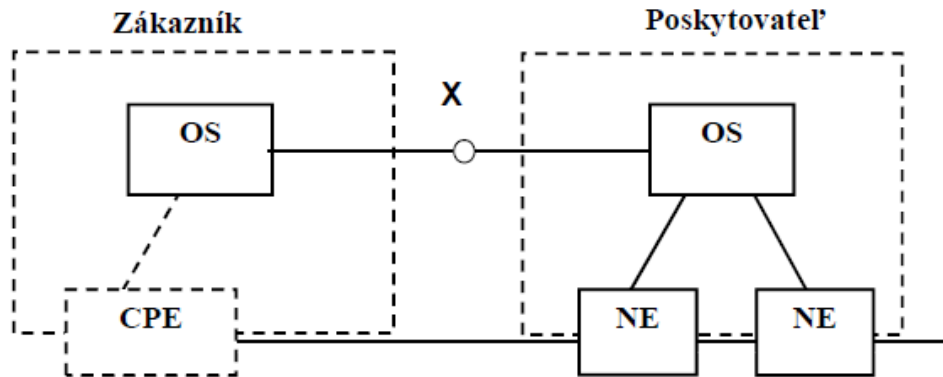 Zákazník
Poskytovateľ
X
OS
OS
CPE
NE
NE